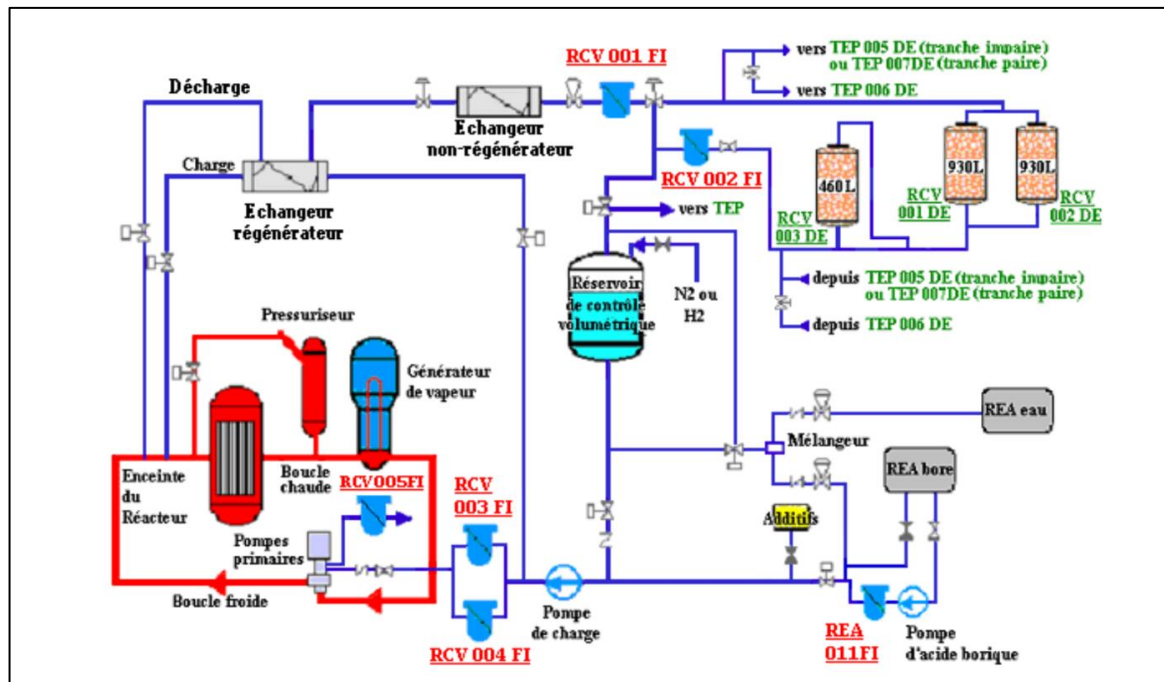 RCV 001 FI
vers TEP 005 DE (tranche impaire)
ou TEP 007DE (tranche paire)
vers TEP 006 DE
Décharge
Echangeur
non-régénérateur
Charge
Echangeur
régénérateur
RCV 002 FI
460 L
930L
930L
RCV
001 DE
RCV
002 DE
RCV
003 DE
vers TEP
Réservoir
de contrôle
volumétrique
N2 ou
H2
depuis TEP 005 DE (tranche impaire)
ou TEP 007DE (tranche paire)
depuis TEP 006 DE
Pressuriseur
Générateur
de vapeur
REA eau
Mélangeur
REA bore
Enceinte
du
Réacteur
Boucle
chaude
RCV005FI
RCV
003 FI
Additifs
Pompes
primaires
Boucle froide
Pompe
de charge
RCV 004 FI
REA
011FI
Pompe
d'acide borique